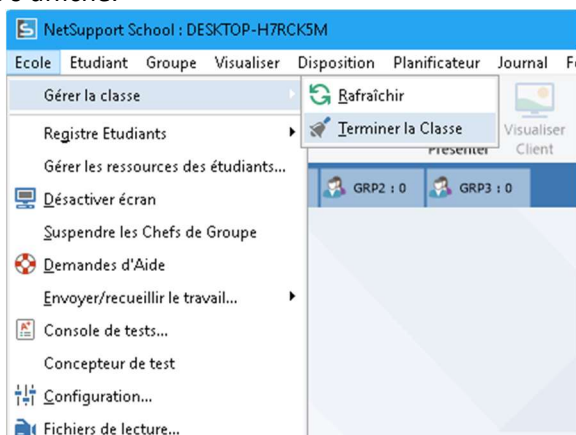 NetSupport School : DESKTOP-H7RCK5M
Ecole Etudiant Groupe Visualiser Disposition Planificateur Journal
Gérer la classe
Rafraîchir
Terminer la Classe
Visualiser
Client
Présenter
Registre Etudiants
Gérer les ressources des étudiants...
GRP2 : 0 GRP3 : 0
Désactiver écran
Suspendre les Chefs de Groupe
Demandes d'Aide
Envoyer/recueillir le travail...
Console de tests...
Concepteur de test
Configuration...
Fichiers de lecture...